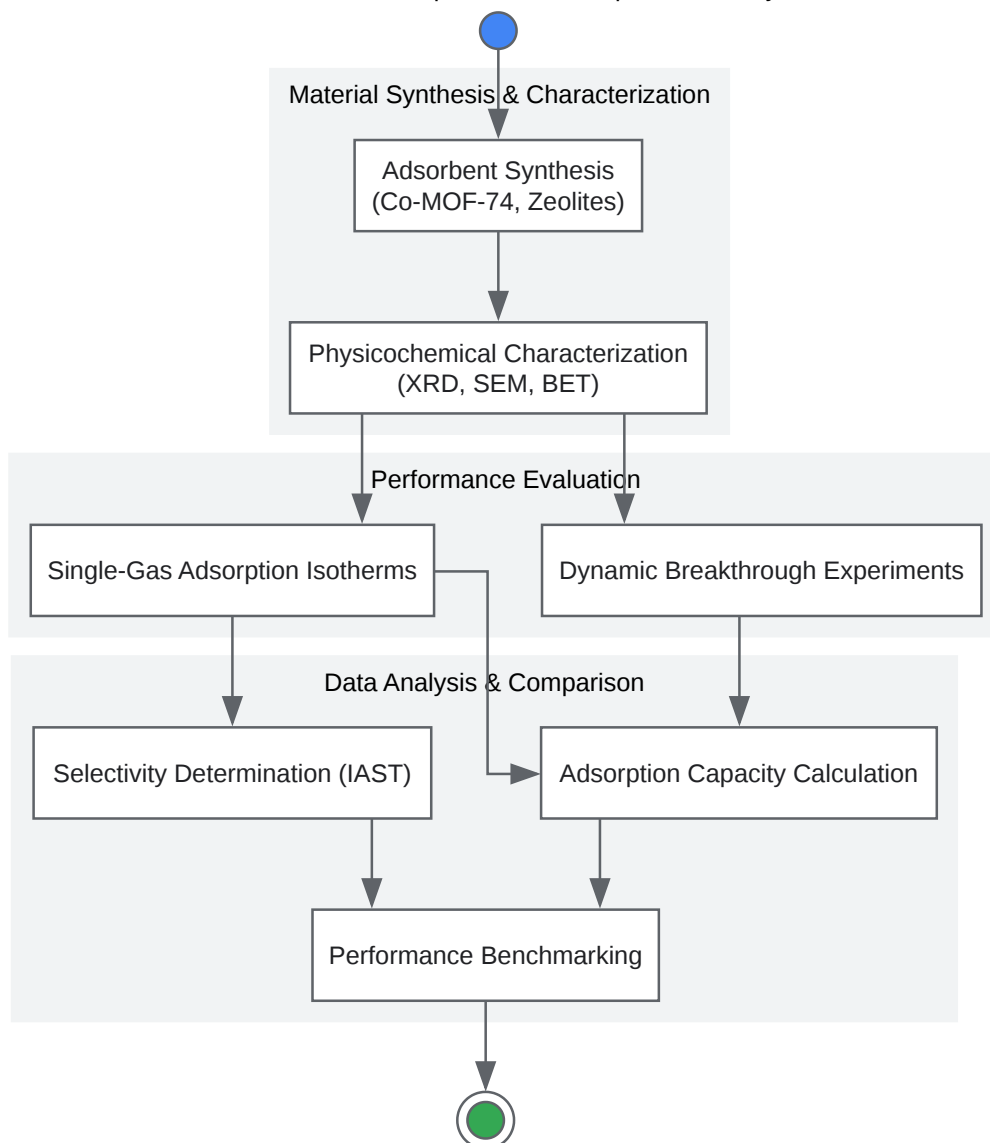 Material Synthesis & Characterization
Adsorbent Synthesis
(Co-MOF-74, Zeolites)
Physicochemical Characterization
(XRD, SEM, BET)
Performance Evaluation
Single-Gas Adsorption Isotherms
Dynamic Breakthrough Experiments
Data Analysis & Comparison
Selectivity Determination (IAST)
Adsorption Capacity Calculation
Performance Benchmarking